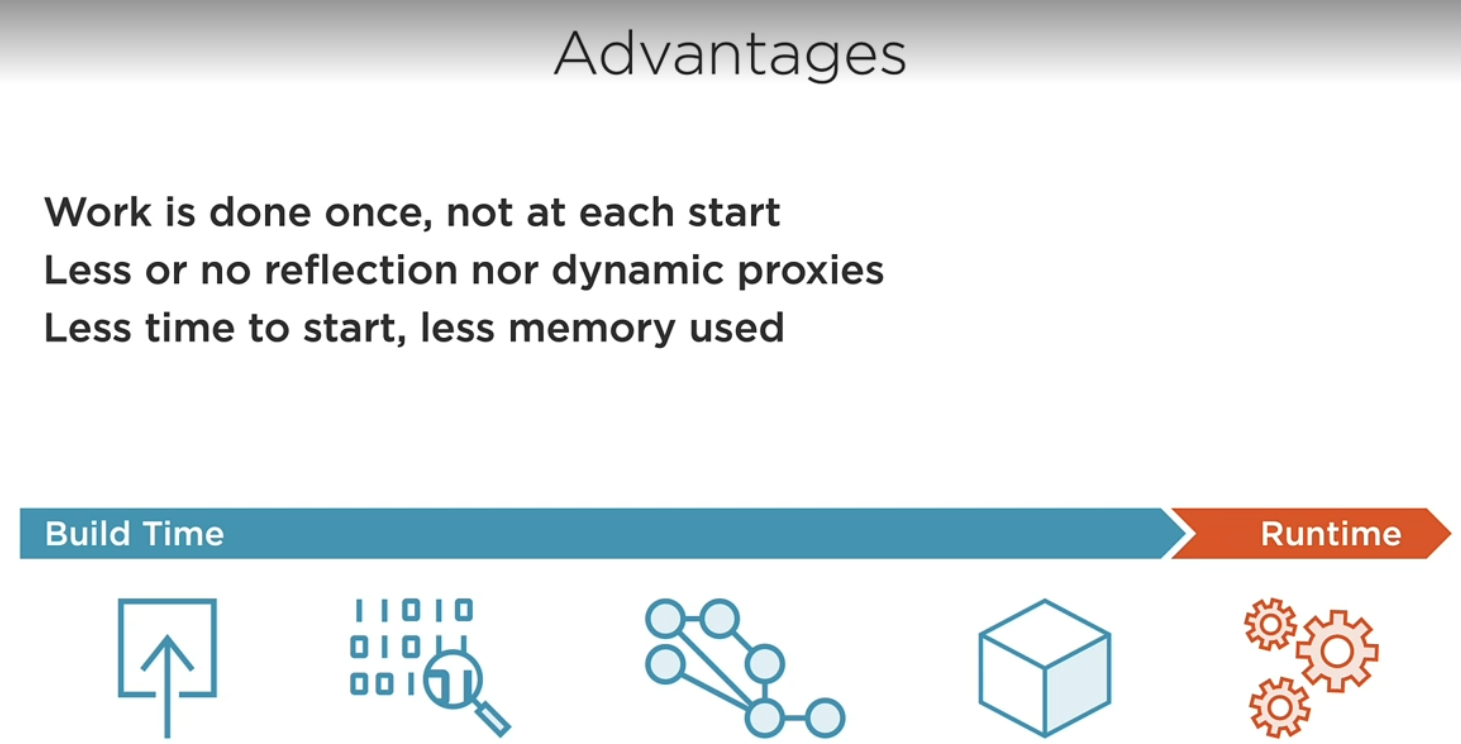 Advantages
Work is done once, not at each start
Less or no reflection nor dynamic proxies
Less time to start, less memory used
Build Time
Runtime
11010
01011
001